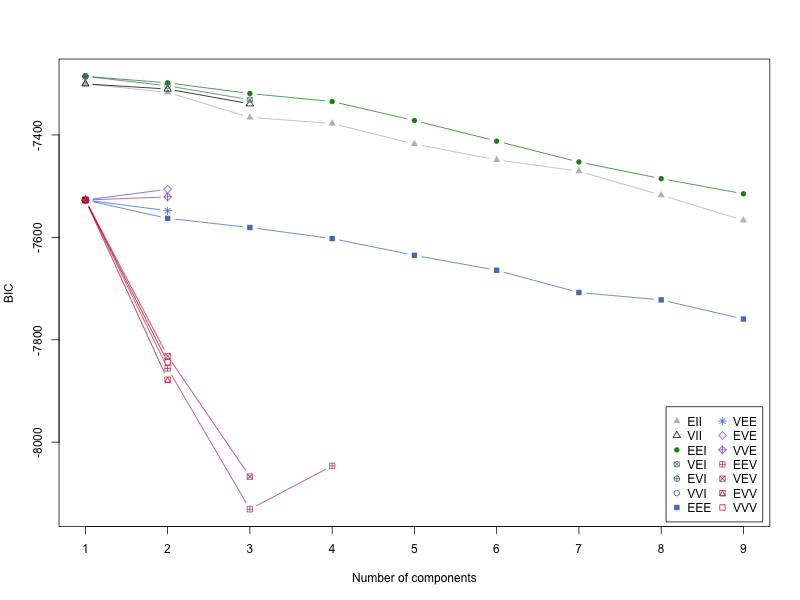 BIC
-7400
-7600
-7800
-8000
1 2 3 4 5 6 7 8 9
Number of components
EII VEE
VII EVE
EEI VVE
VEI EEV
EVI VEV
VVI EVV
EEE VVV